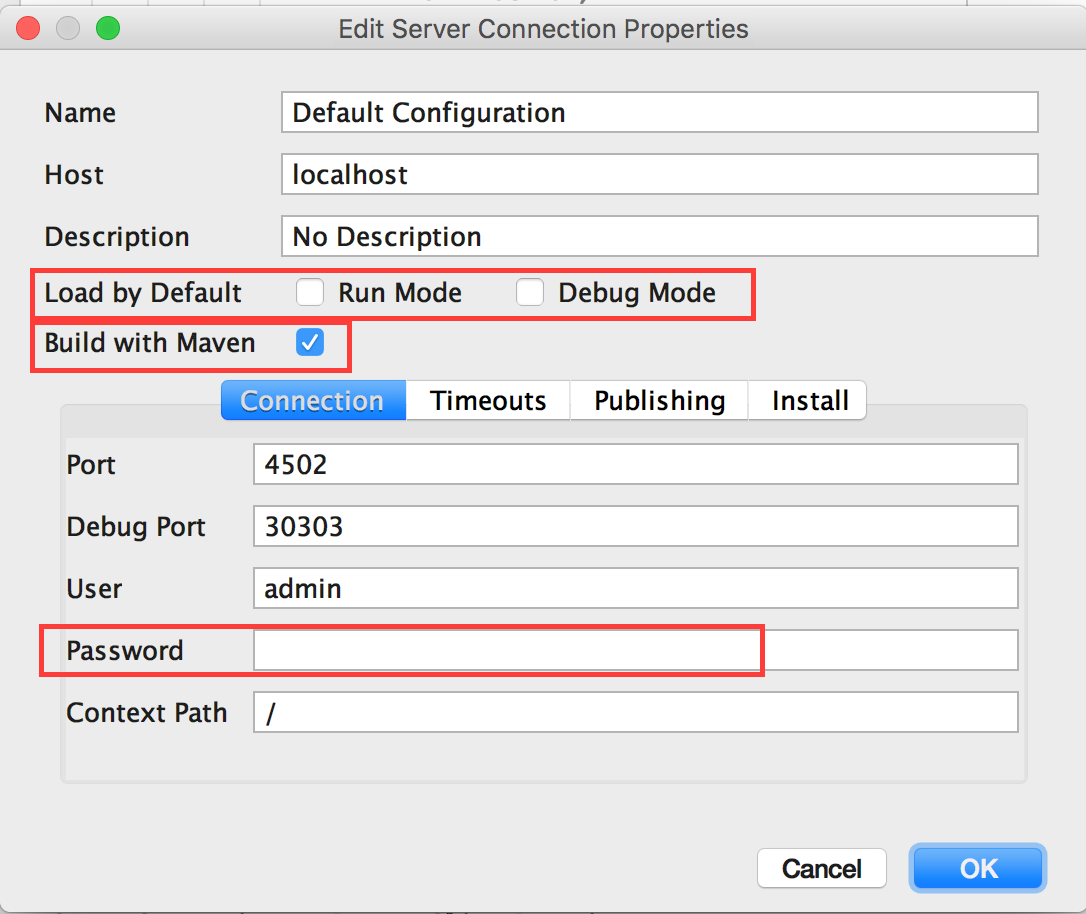 Edit Server Connection Properties
Name Default Configuration
Host localhost
Description No Description
Load by Default Run Mode Debug Mode
Build with Maven
Connection Timeouts Publishing Install
Port 4502
Debug Port 30303
User admin
Password
Context Path /
Cancel OK